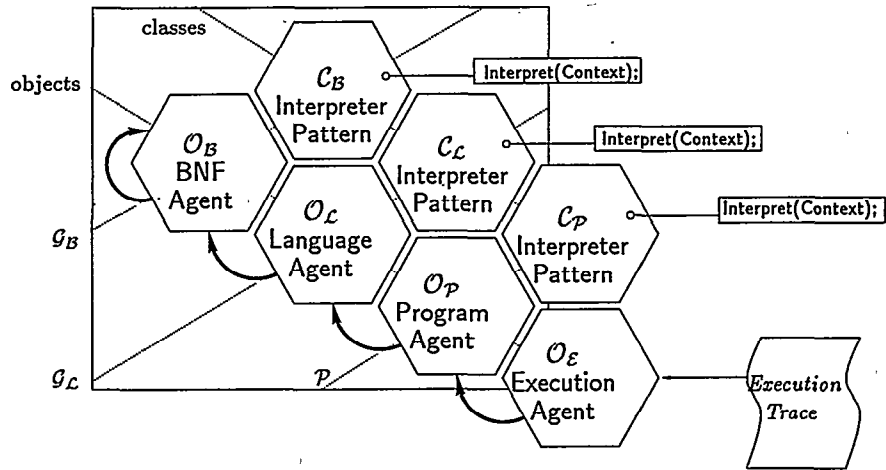 classes
objects
𝒞_ℬ
Interpreter
Pattern
Interpret(Context);
𝒪_ℬ
BNF
Agent
𝒞_ℒ
Interpreter
Pattern
Interpret(Context);
𝒪_ℒ
Language
Agent
𝒞_𝒫
Interpreter
Pattern
Interpret(Context);
𝒢_ℬ
𝒪_𝒫
Program
Agent
𝒢_ℒ
𝒫
𝒪_ℰ
Execution
Agent
Execution
Trace